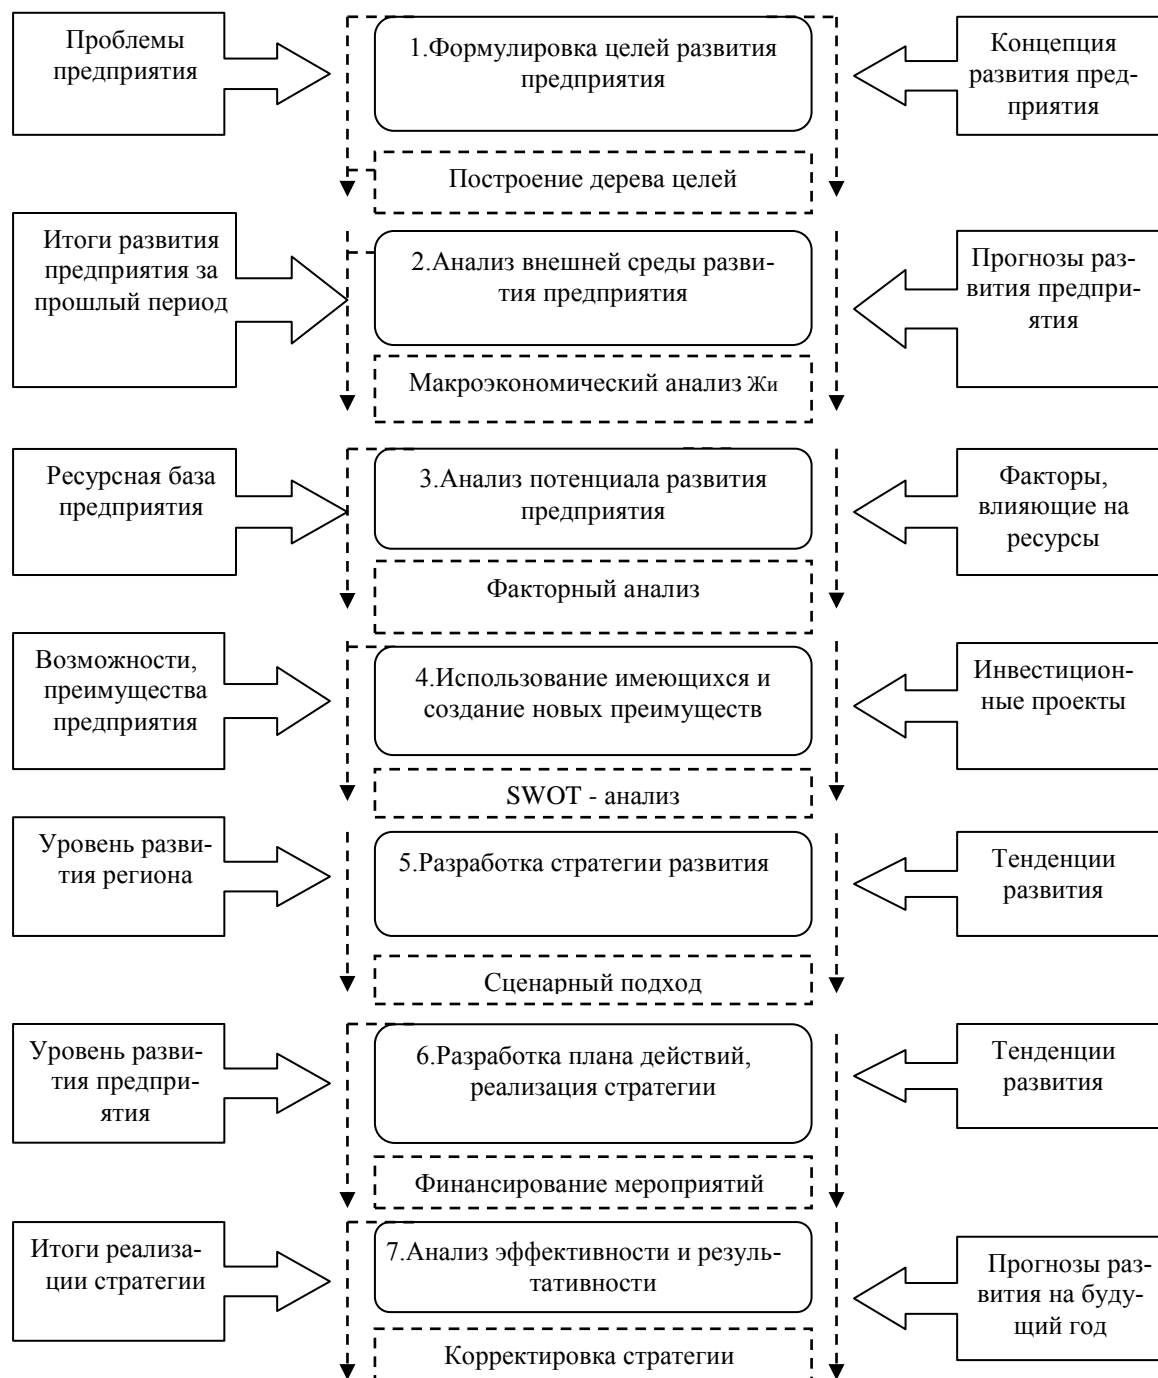 Проблемы
предприятия
1.Формулировка целей развития
предприятия
Концепция
развития пред-
приятия
Построение дерева целей
Итоги развития
предприятия за
прошлый период
2.Анализ внешней среды разви-
тия предприятия
Прогнозы раз-
вития предпри-
ятия
Макроэкономический анализ Жи
Ресурсная база
предприятия
3.Анализ потенциала развития
предприятия
Факторы,
влияющие на
ресурсы
Факторный анализ
Возможности,
преимущества
предприятия
4.Использование имеющихся и
создание новых преимуществ
Инвестицион-
ные проекты
SWOT - анализ
Уровень разви-
тия региона
5.Разработка стратегии развития
Тенденции
развития
Сценарный подход
Уровень разви-
тия предпри-
ятия
6.Разработка плана действий,
реализация стратегии
Тенденции
развития
Финансирование мероприятий
Итоги реализа-
ции стратегии
7.Анализ эффективности и резуль-
тативности
Прогнозы раз-
вития на буду-
щий год
Корректировка стратегии